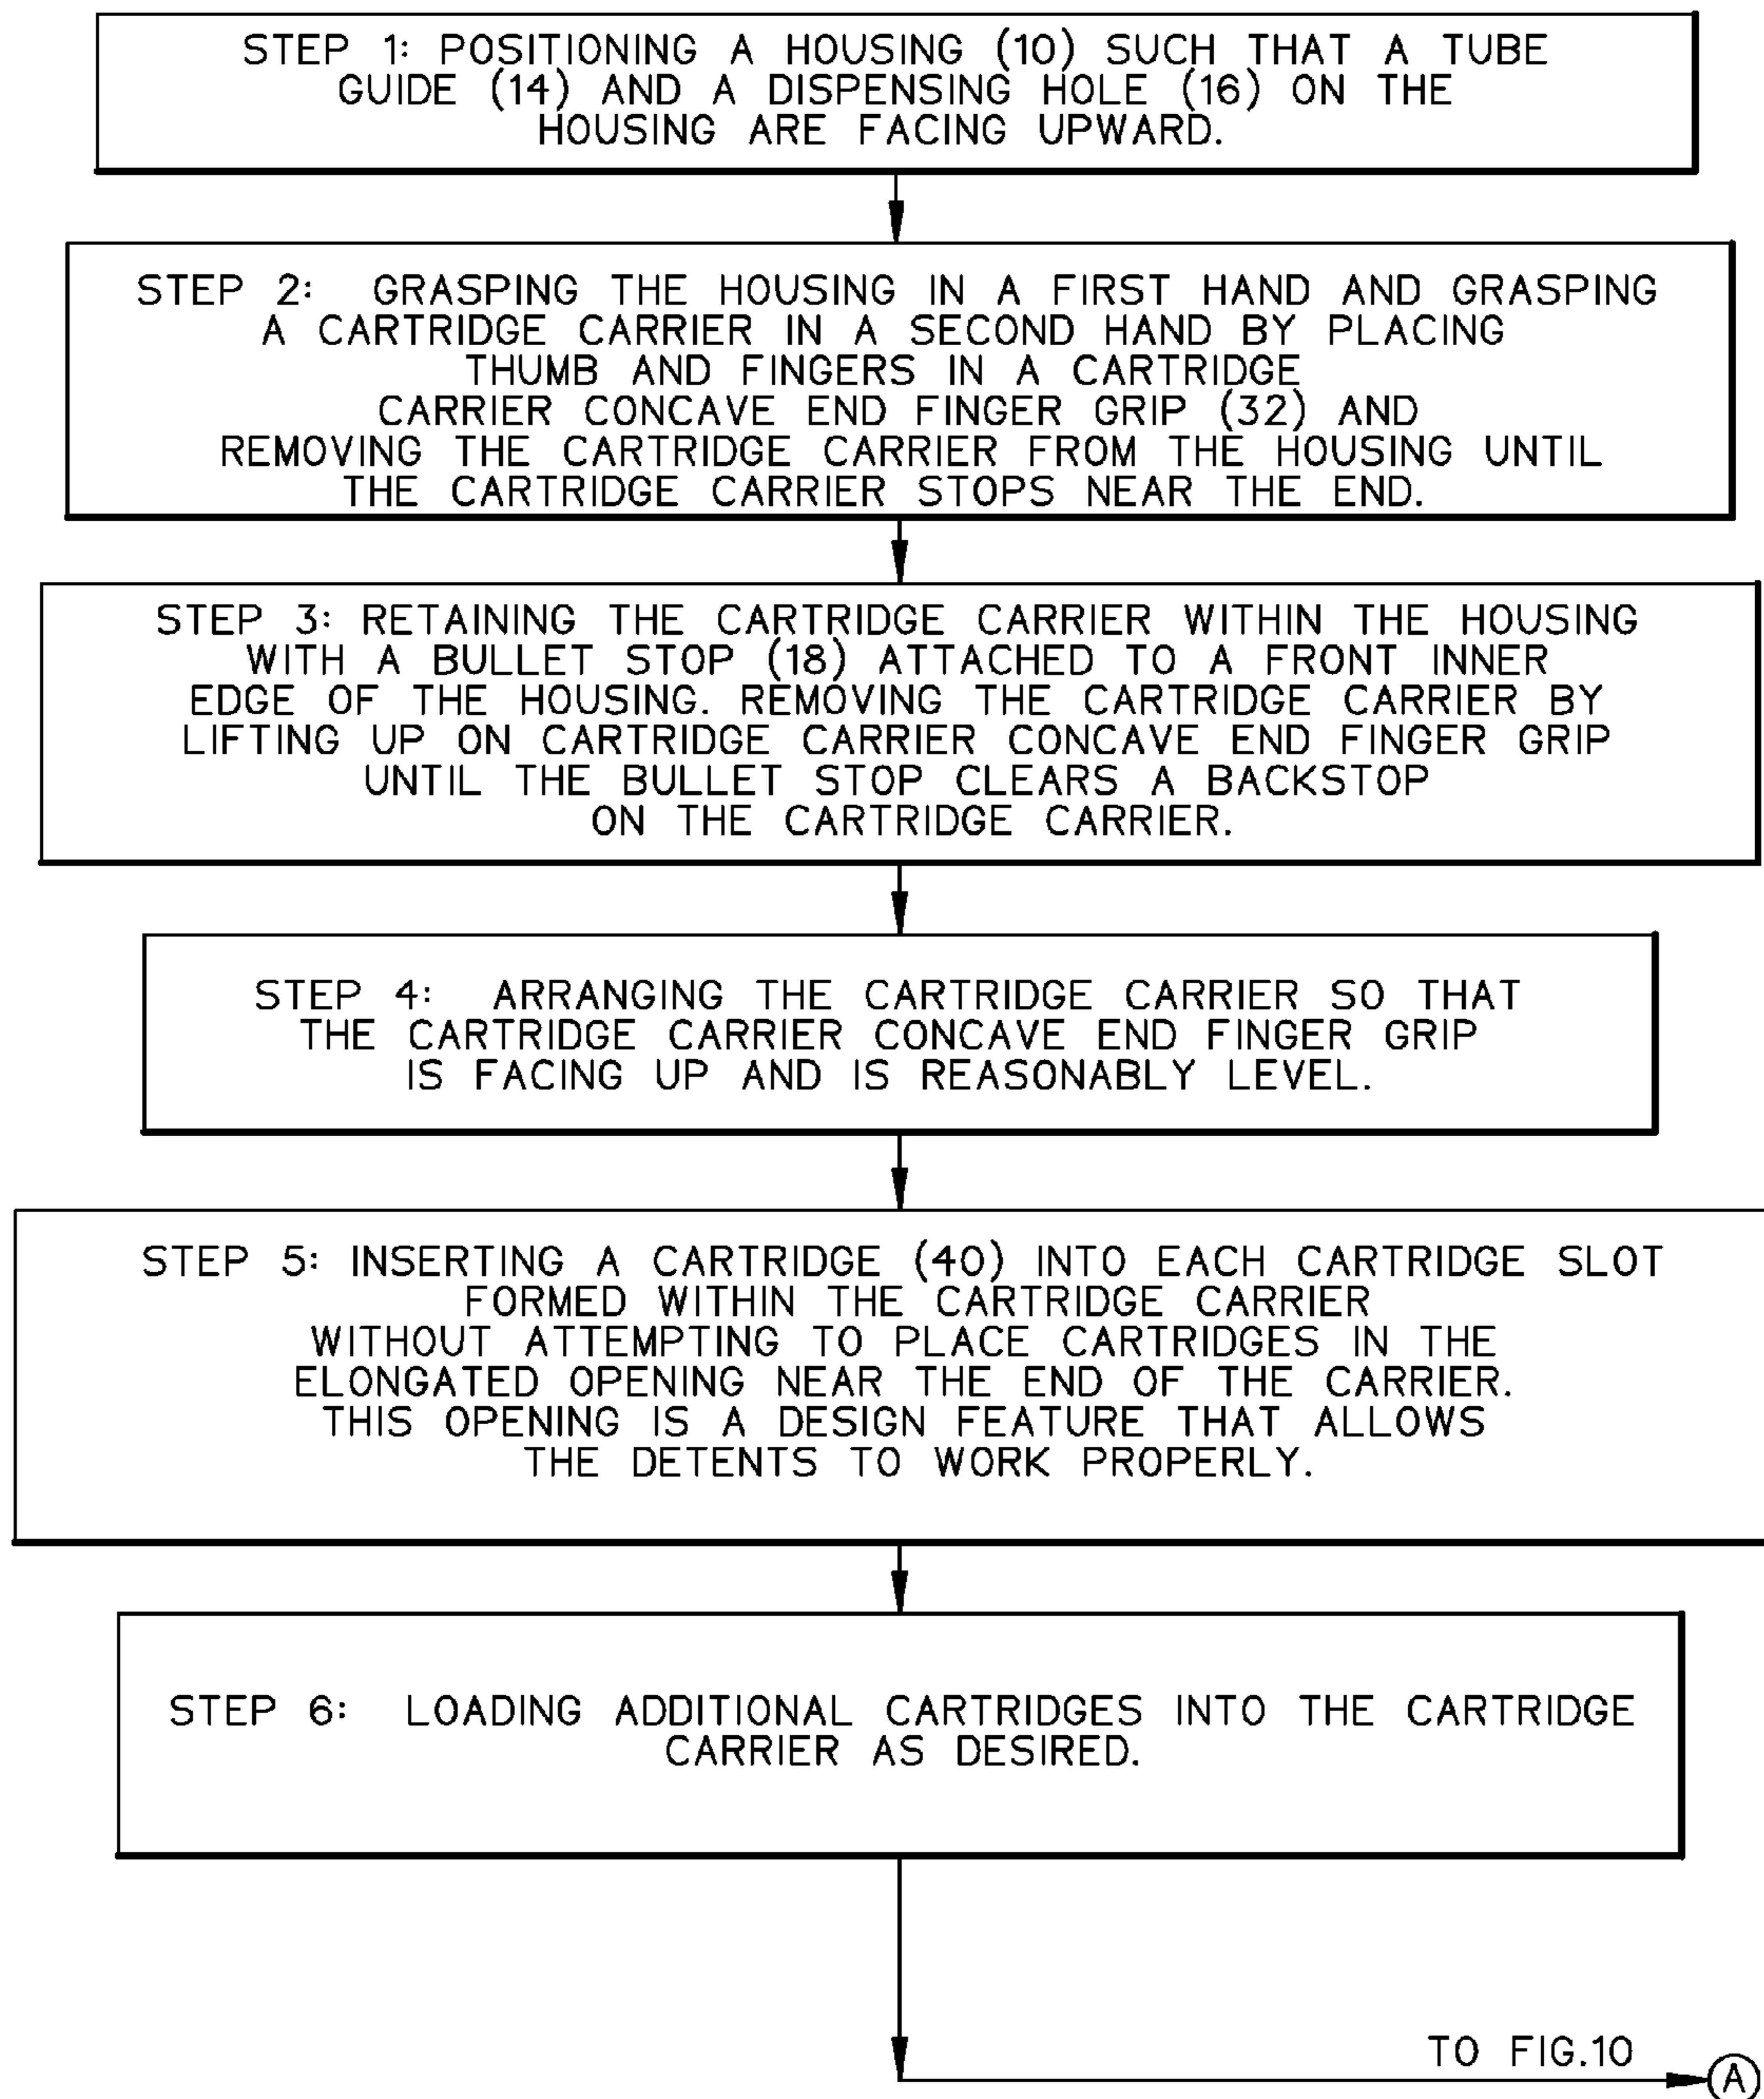 STEP 1: POSITIONING A HOUSING (10) SUCH THAT A TUBE
GUIDE (14) AND A DISPENSING HOLE (16) ON THE
HOUSING ARE FACING UPWARD.
STEP 2: GRASPING THE HOUSING IN A FIRST HAND AND GRASPING
A CARTRIDGE CARRIER IN A SECOND HAND BY PLACING
THUMB AND FINGERS IN A CARTRIDGE
CARRIER CONCAVE END FINGER GRIP (32) AND
REMOVING THE CARTRIDGE CARRIER FROM THE HOUSING UNTIL
THE CARTRIDGE CARRIER STOPS NEAR THE END.
STEP 3: RETAINING THE CARTRIDGE CARRIER WITHIN THE HOUSING
WITH A BULLET STOP (18) ATTACHED TO A FRONT INNER
EDGE OF THE HOUSING. REMOVING THE CARTRIDGE CARRIER BY
LIFTING UP ON CARTRIDGE CARRIER CONCAVE END FINGER GRIP
UNTIL THE BULLET STOP CLEARS A BACKSTOP
ON THE CARTRIDGE CARRIER.
STEP 4: ARRANGING THE CARTRIDGE CARRIER SO THAT
THE CARTRIDGE CARRIER CONCAVE END FINGER GRIP
IS FACING UP AND IS REASONABLY LEVEL.
STEP 5: INSERTING A CARTRIDGE (40) INTO EACH CARTRIDGE SLOT
FORMED WITHIN THE CARTRIDGE CARRIER
WITHOUT ATTEMPTING TO PLACE CARTRIDGES IN THE
ELONGATED OPENING NEAR THE END OF THE CARRIER.
THIS OPENING IS A DESIGN FEATURE THAT ALLOWS
THE DETENTS TO WORK PROPERLY.
STEP 6: LOADING ADDITIONAL CARTRIDGES INTO THE CARTRIDGE
CARRIER AS DESIRED.
TO FIG.10
A